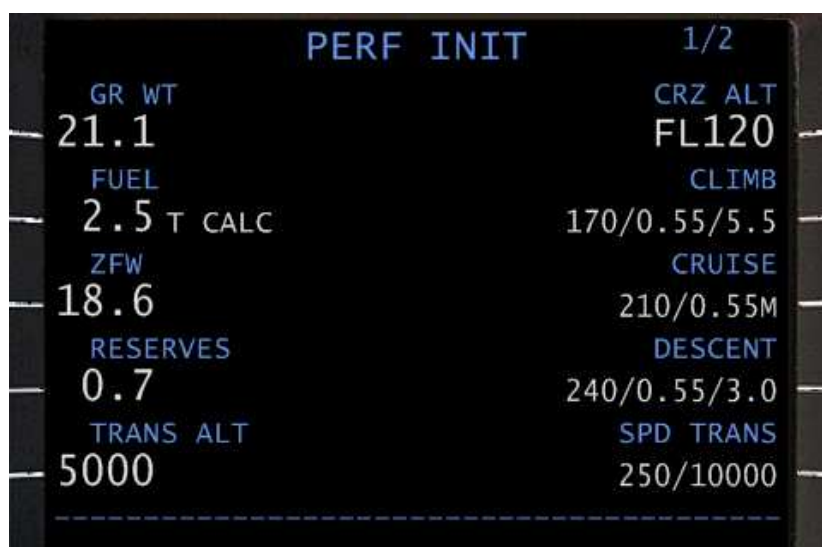 PERF INIT 1/2
GR WT CRZ ALT
21.1 FL120
FUEL CLIMB
2.5 T CALC 170/0.55/5.5
ZFW CRUISE
18.6 210/0.55M
RESERVES DESCENT
0.7 240/0.55/3.0
TRANS ALT SPD TRANS
5000 250/10000